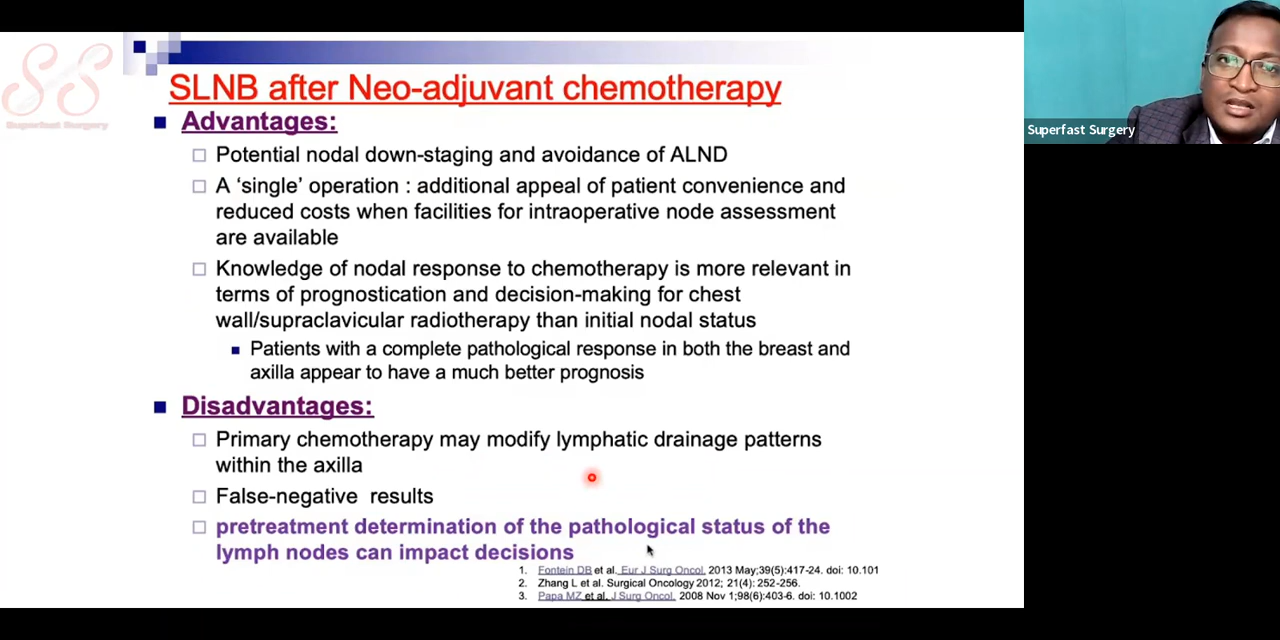 SLNB after Neo-adjuvant chemotherapy
Advantages:
Potential nodal down-staging and avoidance of ALND
A ‘single’ operation : additional appeal of patient convenience and
reduced costs when facilities for intraoperative node assessment
are available
Knowledge of nodal response to chemotherapy is more relevant in
terms of prognostication and decision-making for chest
wall/supraclavicular radiotherapy than initial nodal status
Patients with a complete pathological response in both the breast and
axilla appear to have a much better prognosis
Disadvantages:
Primary chemotherapy may modify lymphatic drainage patterns
within the axilla
False-negative results
pretreatment determination of the pathological status of the
lymph nodes can impact decisions
1. Fontein DB et al. Eur J Surg Oncol. 2013 May;39(5):417-24. doi: 10.101
2. Zhang L et al. Surgical Oncology 2012; 21(4): 252-256.
3. Papa MZ et al. J Surg Oncol. 2008 Nov 1;98(6):403-6. doi: 10.1002
SS
Superfast Surgery
Superfast Surgery